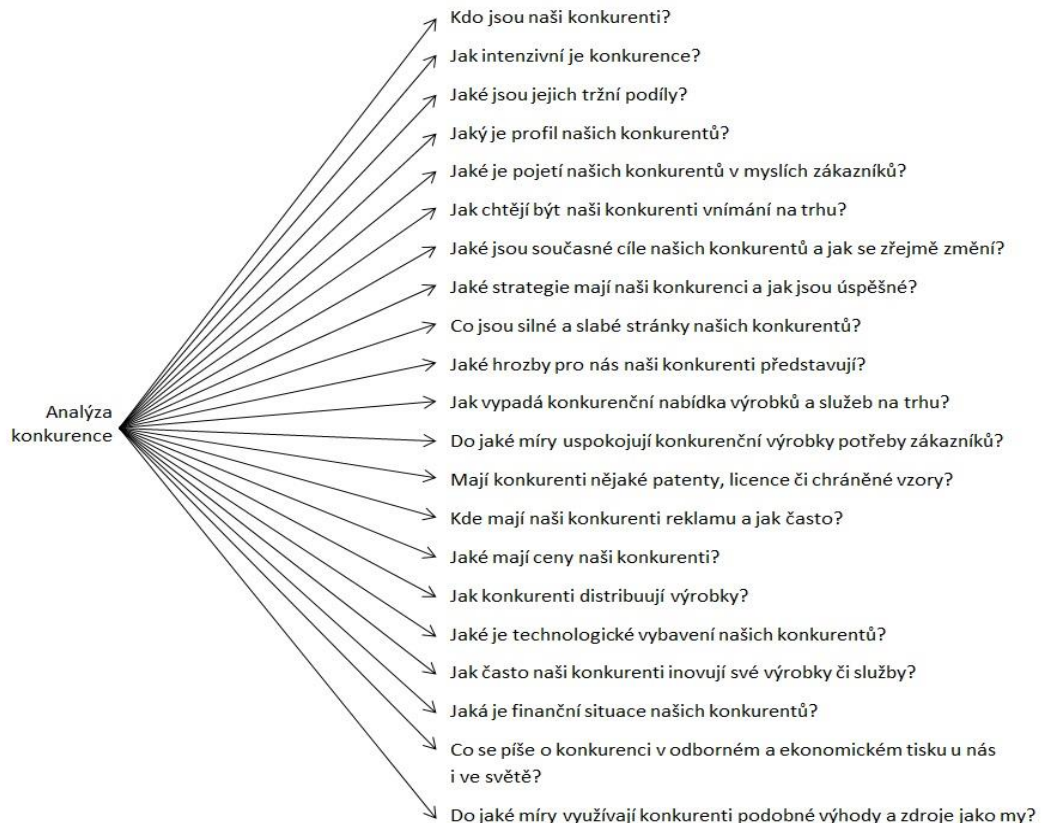 Kdo jsou naši konkurenti?
Jak intenzivní je konkurence?
Jaké jsou jejich tržní podíly?
Jaký je profil našich konkurentů?
Jaké je pojetí našich konkurentů v myslích zákazníků?
Jak chtějí být naši konkurenti vnímání na trhu?
Jaké jsou současné cíle našich konkurentů a jak se zřejmě změní?
Jaké strategie mají naši konkurenci a jak jsou úspěšné?
Co jsou silné a slabé stránky našich konkurentů?
Jaké hrozby pro nás naši konkurenti představují?
Analýza
konkurence
Jak vypadá konkurenční nabídka výrobků a služeb na trhu?
Do jaké míry uspokojují konkurenční výrobky potřeby zákazníků?
Mají konkurenti nějaké patenty, licence či chráněné vzory?
Kde mají naši konkurenti reklamu a jak často?
Jaké mají ceny naši konkurenti?
Jak konkurenti distribuují výrobky?
Jaké je technologické vybavení našich konkurentů?
Jak často naši konkurenti inovují své výrobky či služby?
Jaká je finanční situace našich konkurentů?
Co se píše o konkurenci v odborném a ekonomickém tisku u nás
i ve světě?
Do jaké míry využívají konkurenti podobné výhody a zdroje jako my?